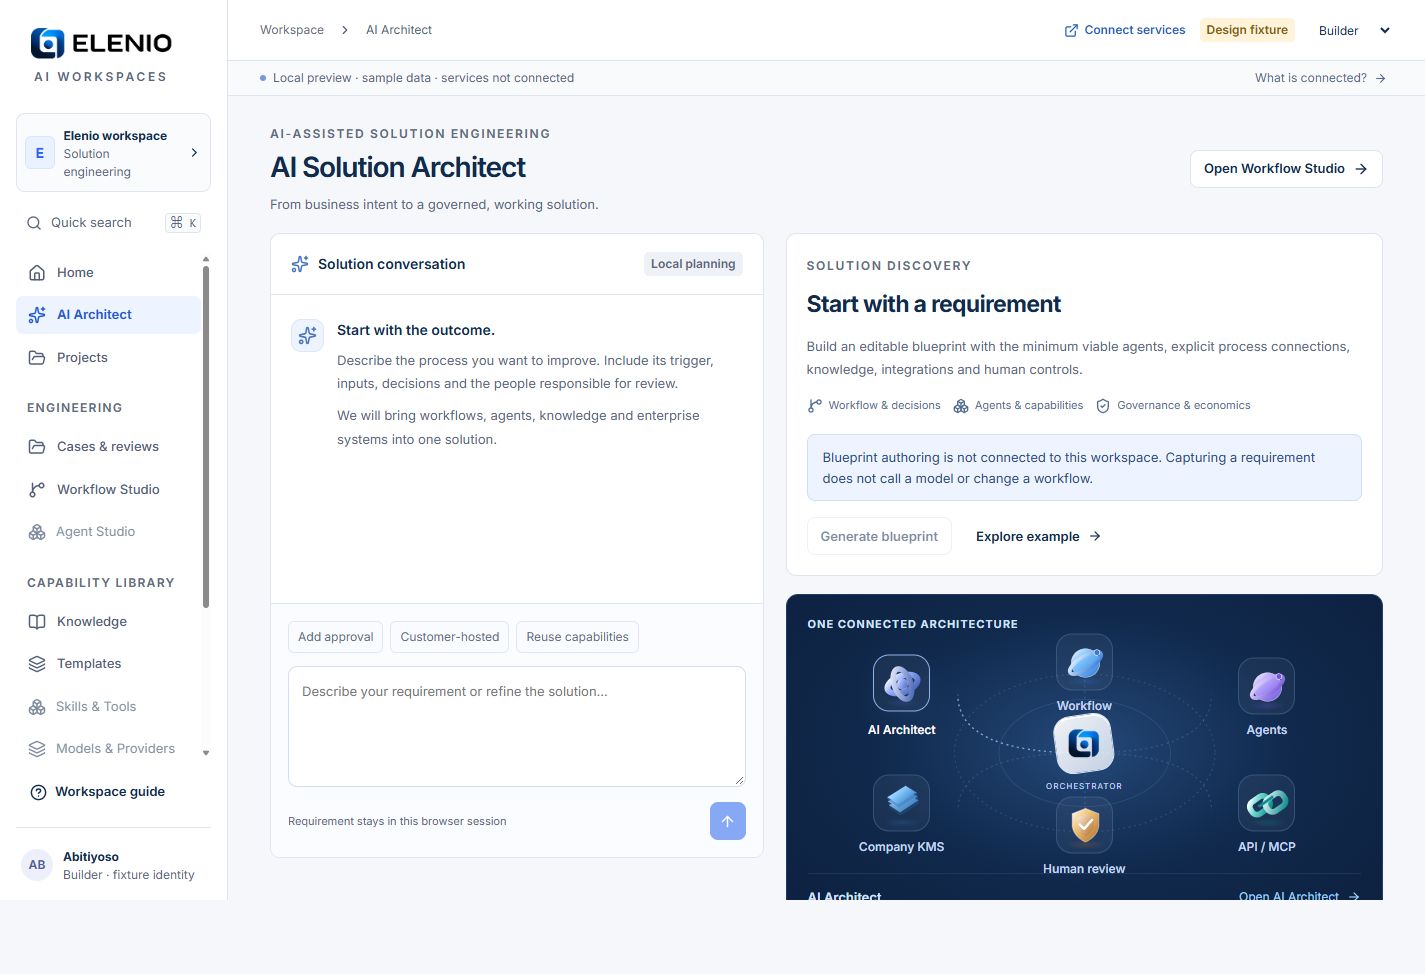 ELENIO
AI WORKSPACES
Elenio workspace
Solution
engineering
E
Quick search
⌘ K
Home
AI Architect
Projects
ENGINEERING
Cases & reviews
Workflow Studio
Agent Studio
CAPABILITY LIBRARY
Knowledge
Templates
Skills & Tools
Models & Providers
Workspace guide
AB
Abitiyoso
Builder · fixture identity
Workspace > AI Architect
Connect services
Design fixture
Builder
Local preview · sample data · services not connected
What is connected? →
AI-ASSISTED SOLUTION ENGINEERING
AI Solution Architect
From business intent to a governed, working solution.
Open Workflow Studio →
Solution conversation
Local planning
Start with the outcome.
Describe the process you want to improve. Include its trigger,
inputs, decisions and the people responsible for review.
We will bring workflows, agents, knowledge and enterprise
systems into one solution.
Add approval
Customer-hosted
Reuse capabilities
Describe your requirement or refine the solution...
Requirement stays in this browser session
SOLUTION DISCOVERY
Start with a requirement
Build an editable blueprint with the minimum viable agents, explicit process connections,
knowledge, integrations and human controls.
Workflow & decisions
Agents & capabilities
Governance & economics
Blueprint authoring is not connected to this workspace. Capturing a requirement
does not call a model or change a workflow.
Generate blueprint
Explore example →
ONE CONNECTED ARCHITECTURE
Workflow
AI Architect
Agents
ORCHESTRATOR
Company KMS
API / MCP
Human review
AI Architect
Open AI Architect →